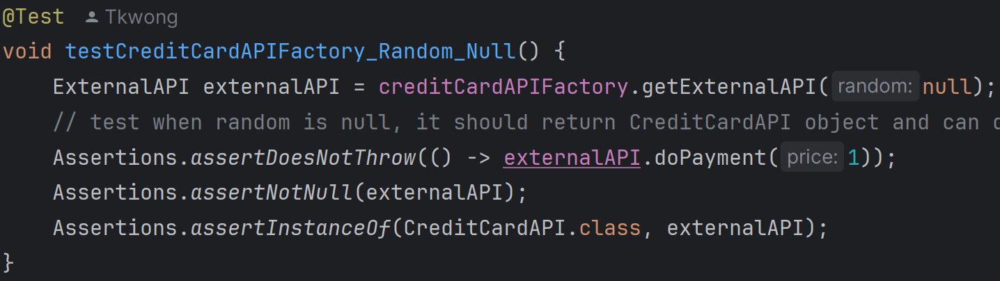 @Test Tkwong
void testCreditCardAPIFactory_Random_Null() {
ExternalAPI externalAPI = creditCardAPIFactory.getExternalAPI( random: null);
// test when random is null, it should return CreditCardAPI object and can
Assertions.assertDoesNotThrow(() -> externalAPI.doPayment( price: 1));
Assertions.assertNotNull(externalAPI);
Assertions.assertInstanceOf(CreditCardAPI.class, externalAPI);
}